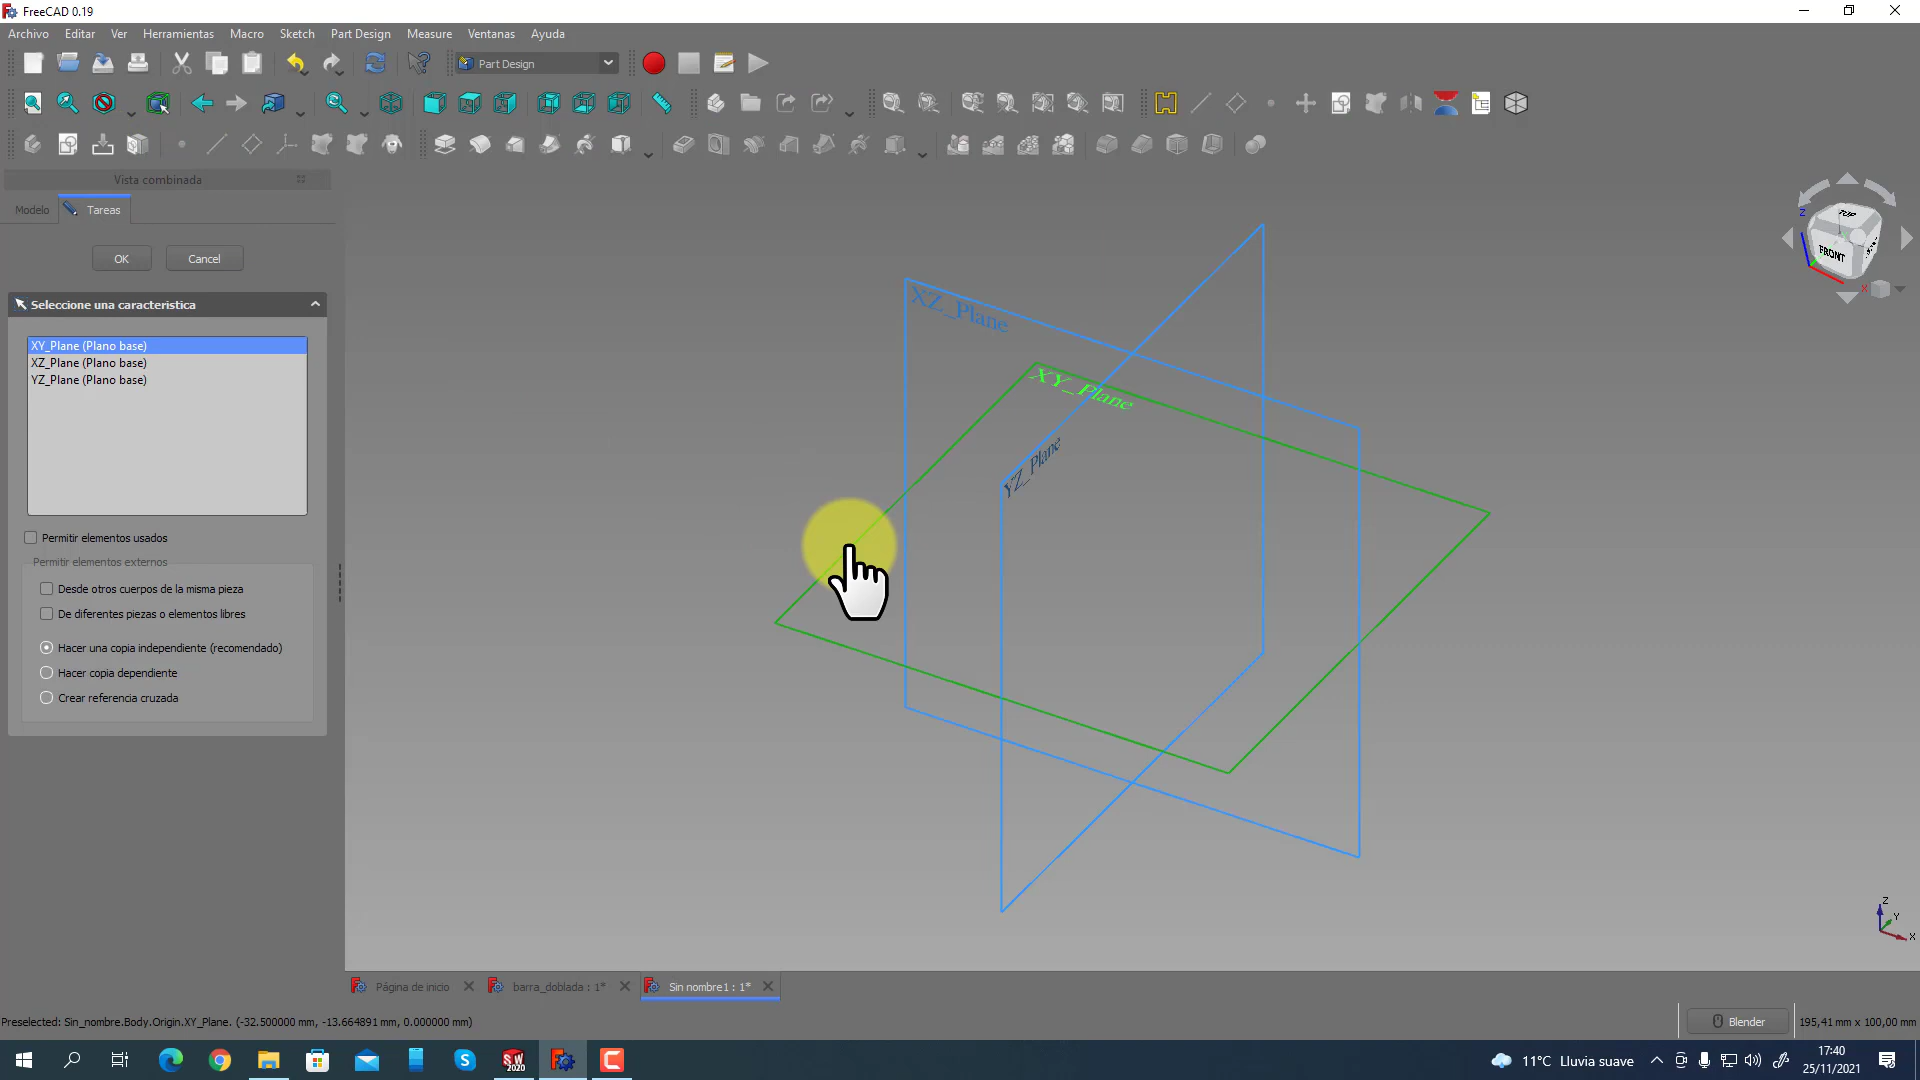 FreeCAD 0.19
Archivo Editar Ver Herramientas Macro Sketch Part Design Measure Ventanas Ayuda
Part Design
Vista combinada
Modelo Tareas
OK Cancel
Seleccione una caracteristica
XY_Plane (Plano base)
XZ_Plane (Plano base)
YZ_Plane (Plano base)
Permitir elementos usados
Permitir elementos externos
Desde otros cuerpos de la misma pieza
De diferentes piezas o elementos libres
Hacer una copia independiente (recomendado)
Hacer copia dependiente
Crear referencia cruzada
XZ_Plane
XY_Plane
YZ_Plane
TOP
Z
FRONT
X
Z
Y
X
Página de inicio barra_doblada : 1* Sin nombre1 : 1*
Preselected: Sin_nombre.Body.Origin.XY_Plane. (-32.500000 mm, -13.664891 mm, 0.000000 mm)
Blender 195,41 mm x 100,00 mm
SW 2020
11°C Lluvia suave
17:40
25/11/2021